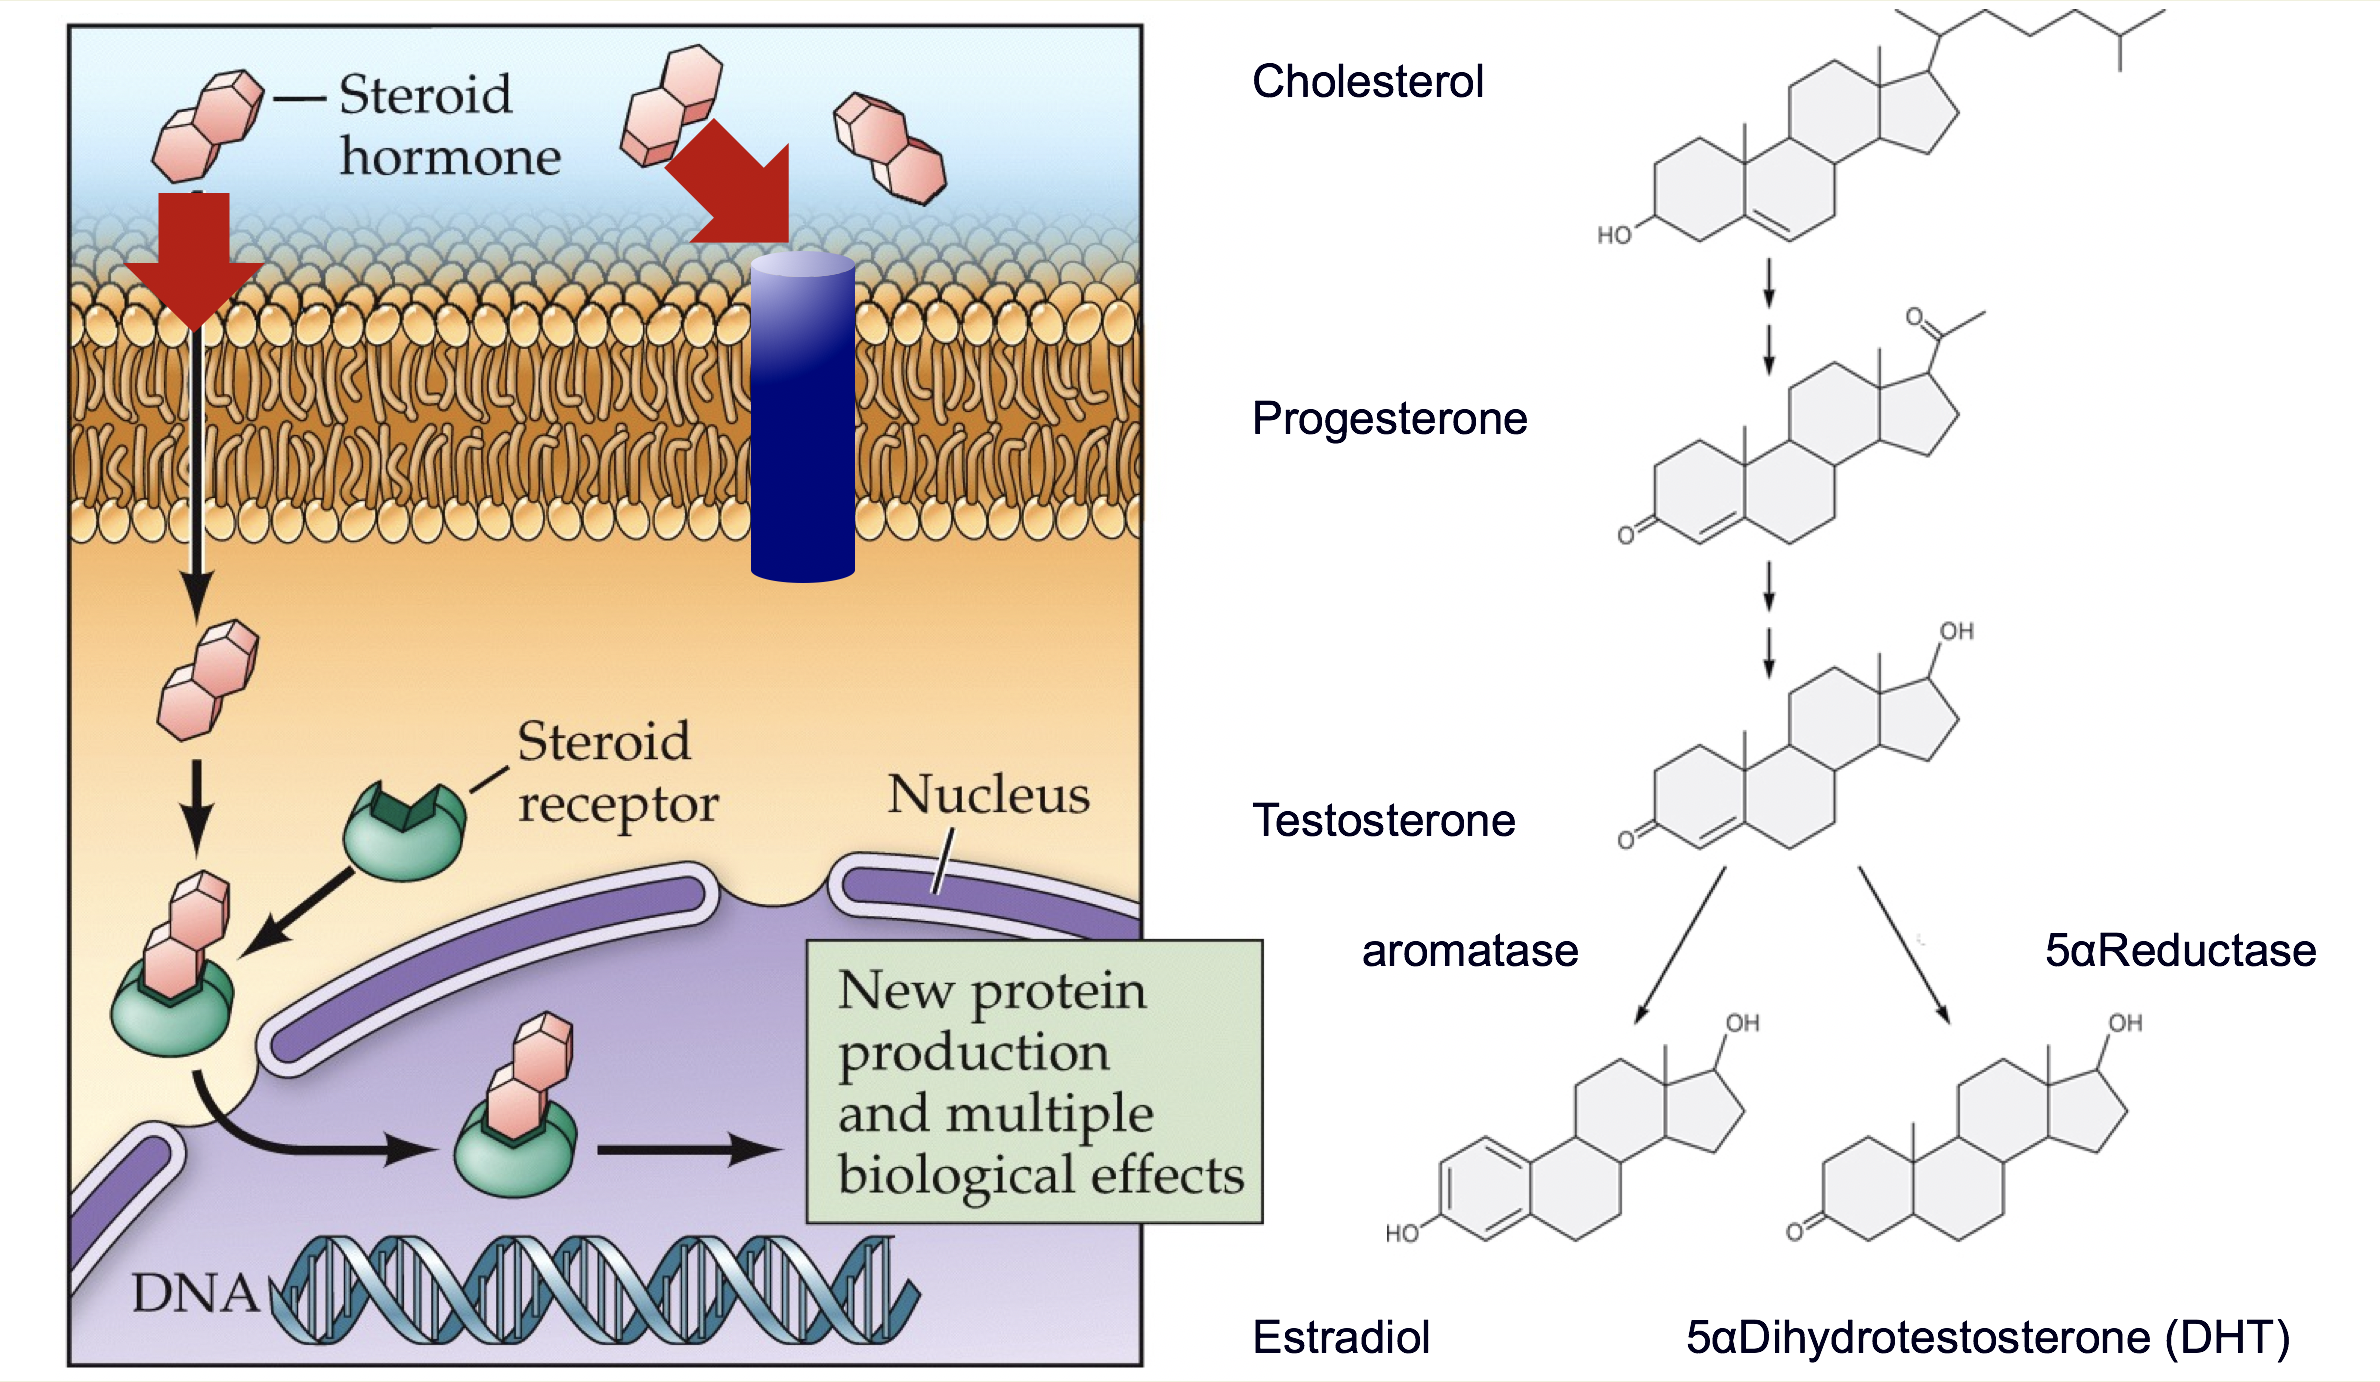 Steroid
hormone
Steroid
receptor
Nucleus
New protein
production
and multiple
biological effects
DNA
Cholesterol
HO
Progesterone
O
O
Testosterone
OH
O
aromatase
5αReductase
OH
HO
OH
O
Estradiol
5αDihydrotestosterone (DHT)